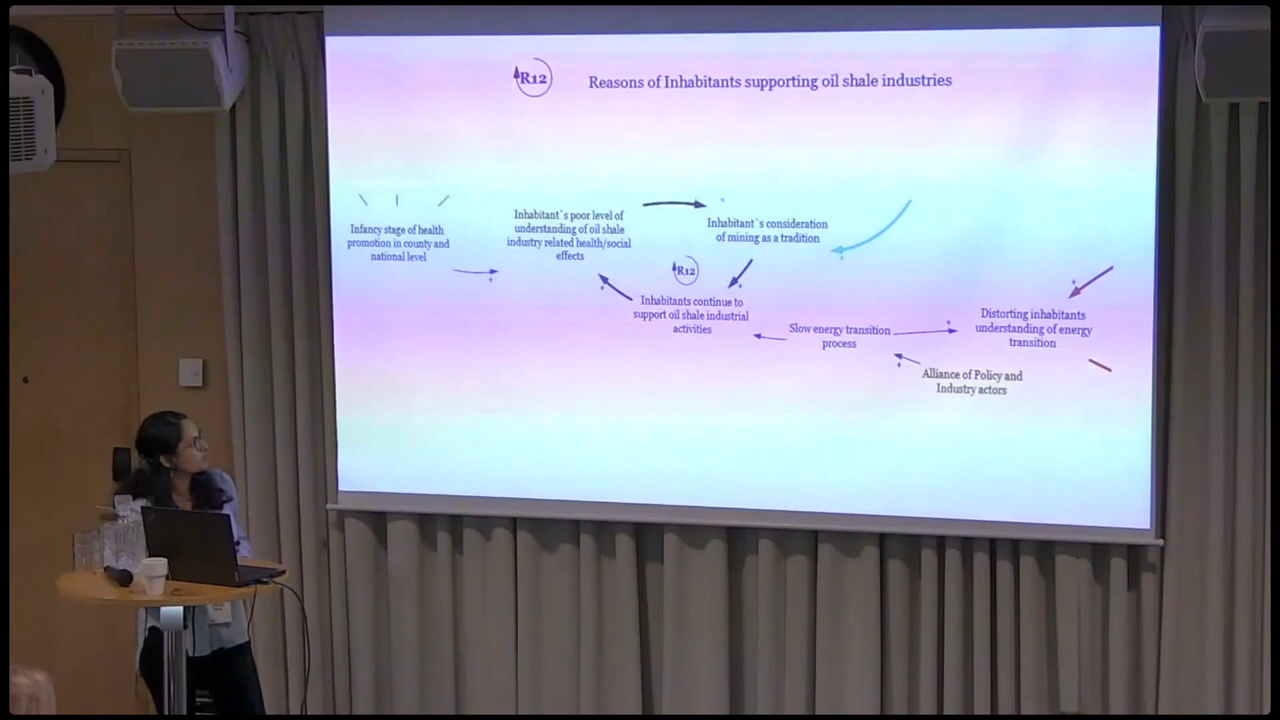 R12
Reasons of Inhabitants supporting oil shale industries
Infancy stage of health
promotion in county and
national level
Inhabitant`s poor level of
understanding of oil shale
industry related health/social
effects
Inhabitant`s consideration
of mining as a tradition
R12
Inhabitants continue to
support oil shale industrial
activities
Slow energy transition
process
Distorting inhabitants
understanding of energy
transition
Alliance of Policy and
Industry actors